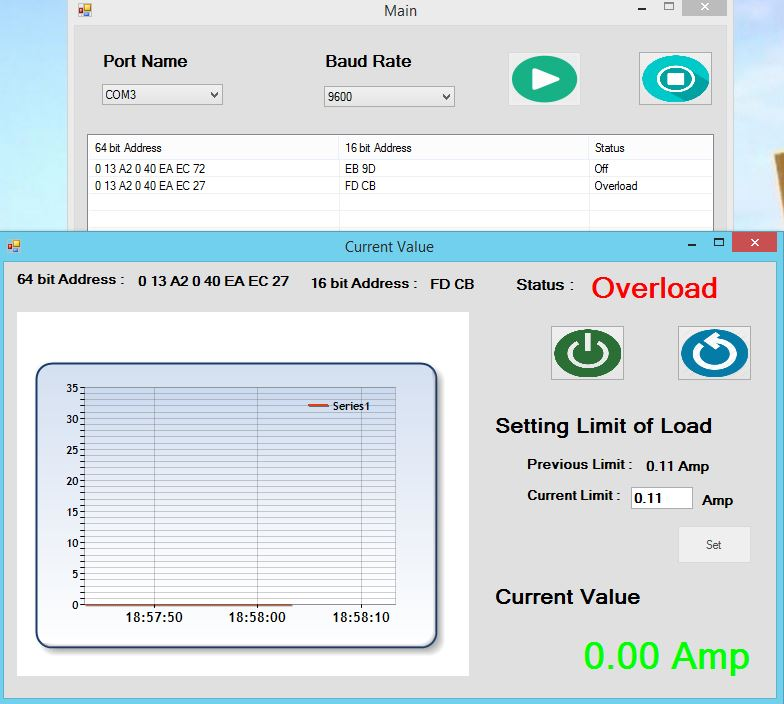 Main
Port Name Baud Rate
COM3 9600
64 bit Address 16 bit Address Status
0 13 A2 0 40 EA EC 72 EB 9D Off
0 13 A2 0 40 EA EC 27 FD CB Overload
Current Value
64 bit Address : 0 13 A2 0 40 EA EC 27 16 bit Address : FD CB Status : Overload
35
Series1
30
25
20
15
10
5
0
18:57:50 18:58:00 18:58:10
Setting Limit of Load
Previous Limit : 0.11 Amp
Current Limit : 0.11 Amp
Set
Current Value
0.00 Amp